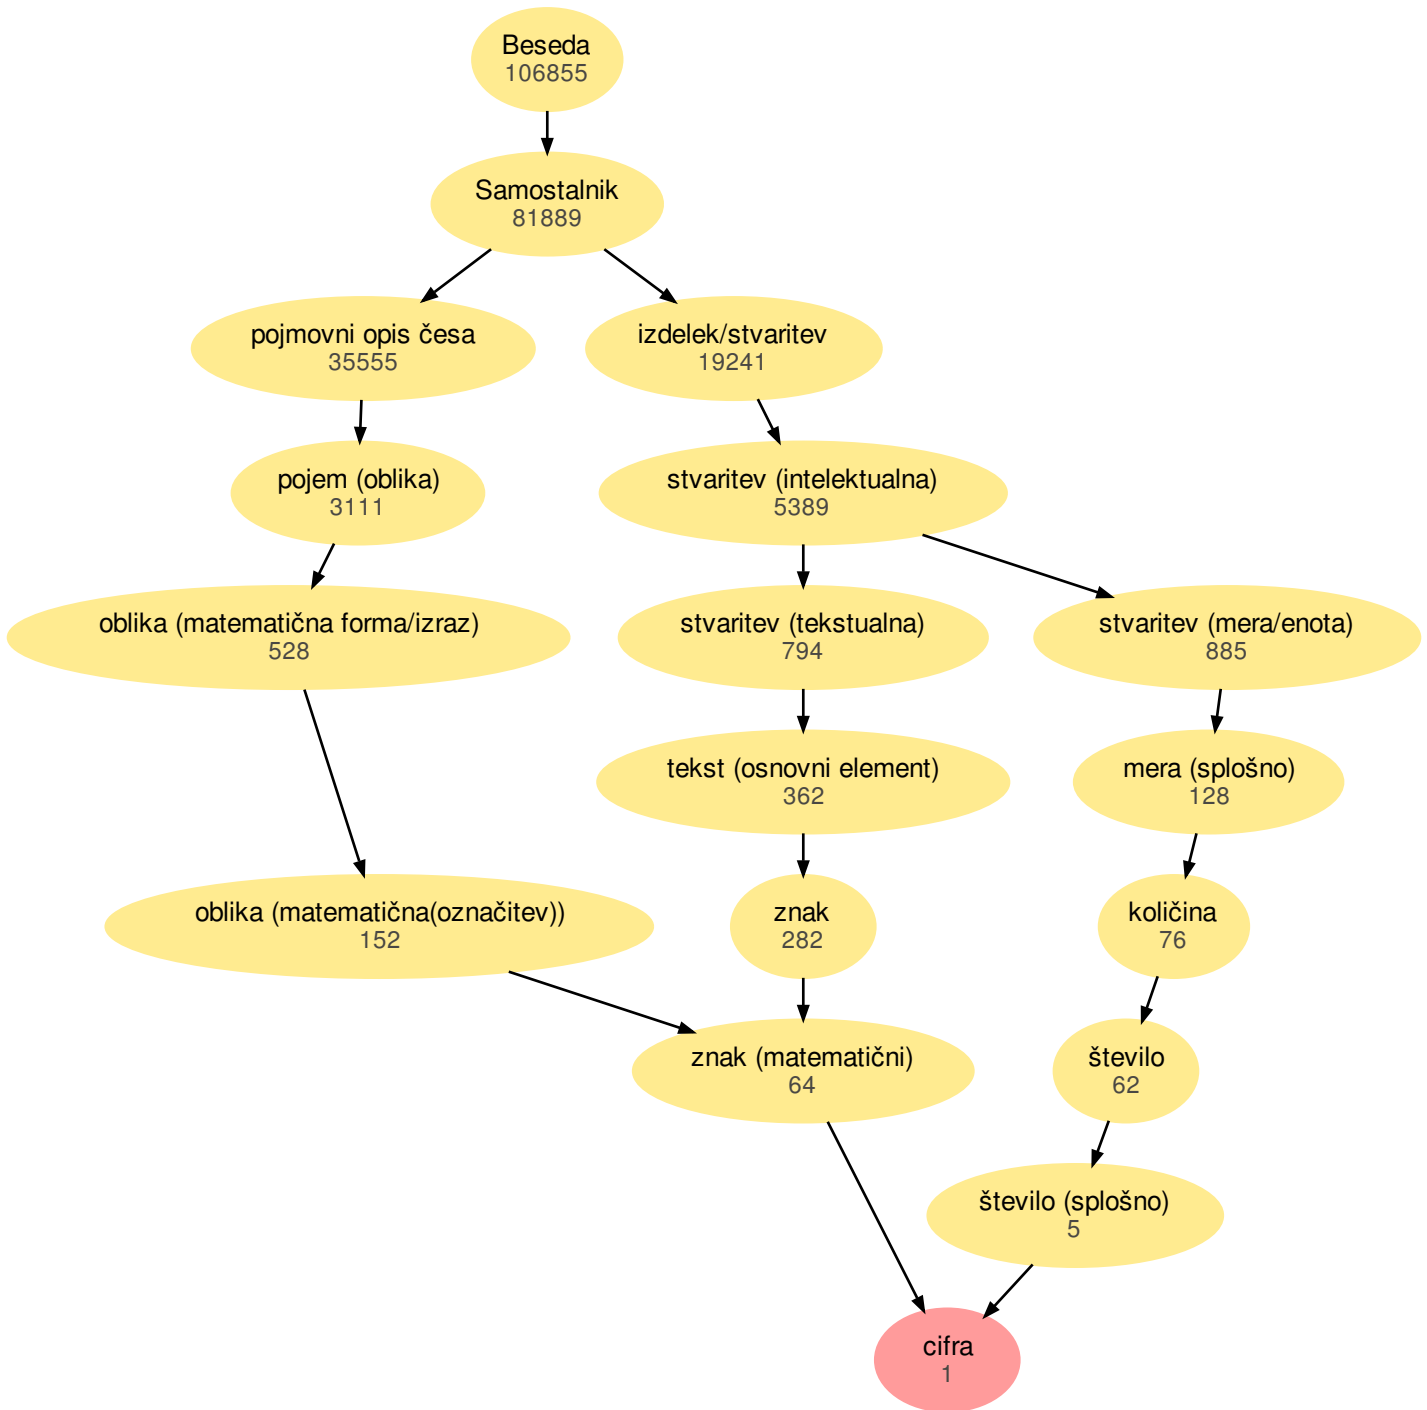 Beseda
106855
Samostalnik
81889
pojmovni opis česa
35555
izdelek/stvaritev
19241
pojem (oblika)
3111
stvaritev (intelektualna)
5389
oblika (matematična forma/izraz)
528
stvaritev (tekstualna)
794
stvaritev (mera/enota)
885
tekst (osnovni element)
362
mera (splošno)
128
oblika (matematična(označitev))
152
znak
282
količina
76
znak (matematični)
64
število
62
število (splošno)
5
cifra
1